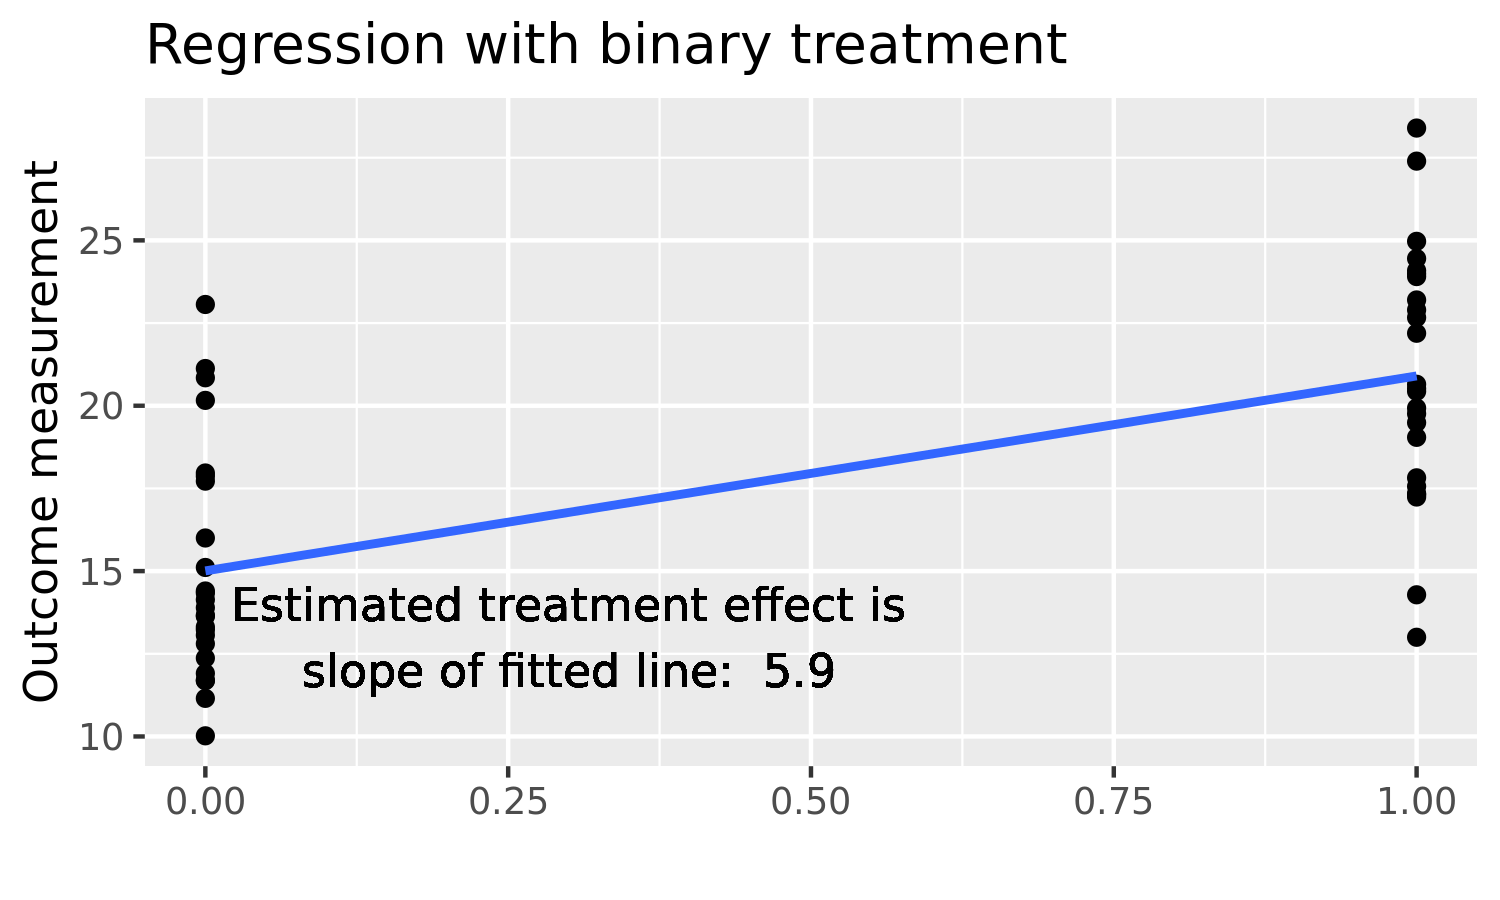 Regression with binary treatment
Outcome measurement
25
20
15
10
Estimated treatment effect is
slope of fitted line:  5.9
0.00 0.25 0.50 0.75 1.00